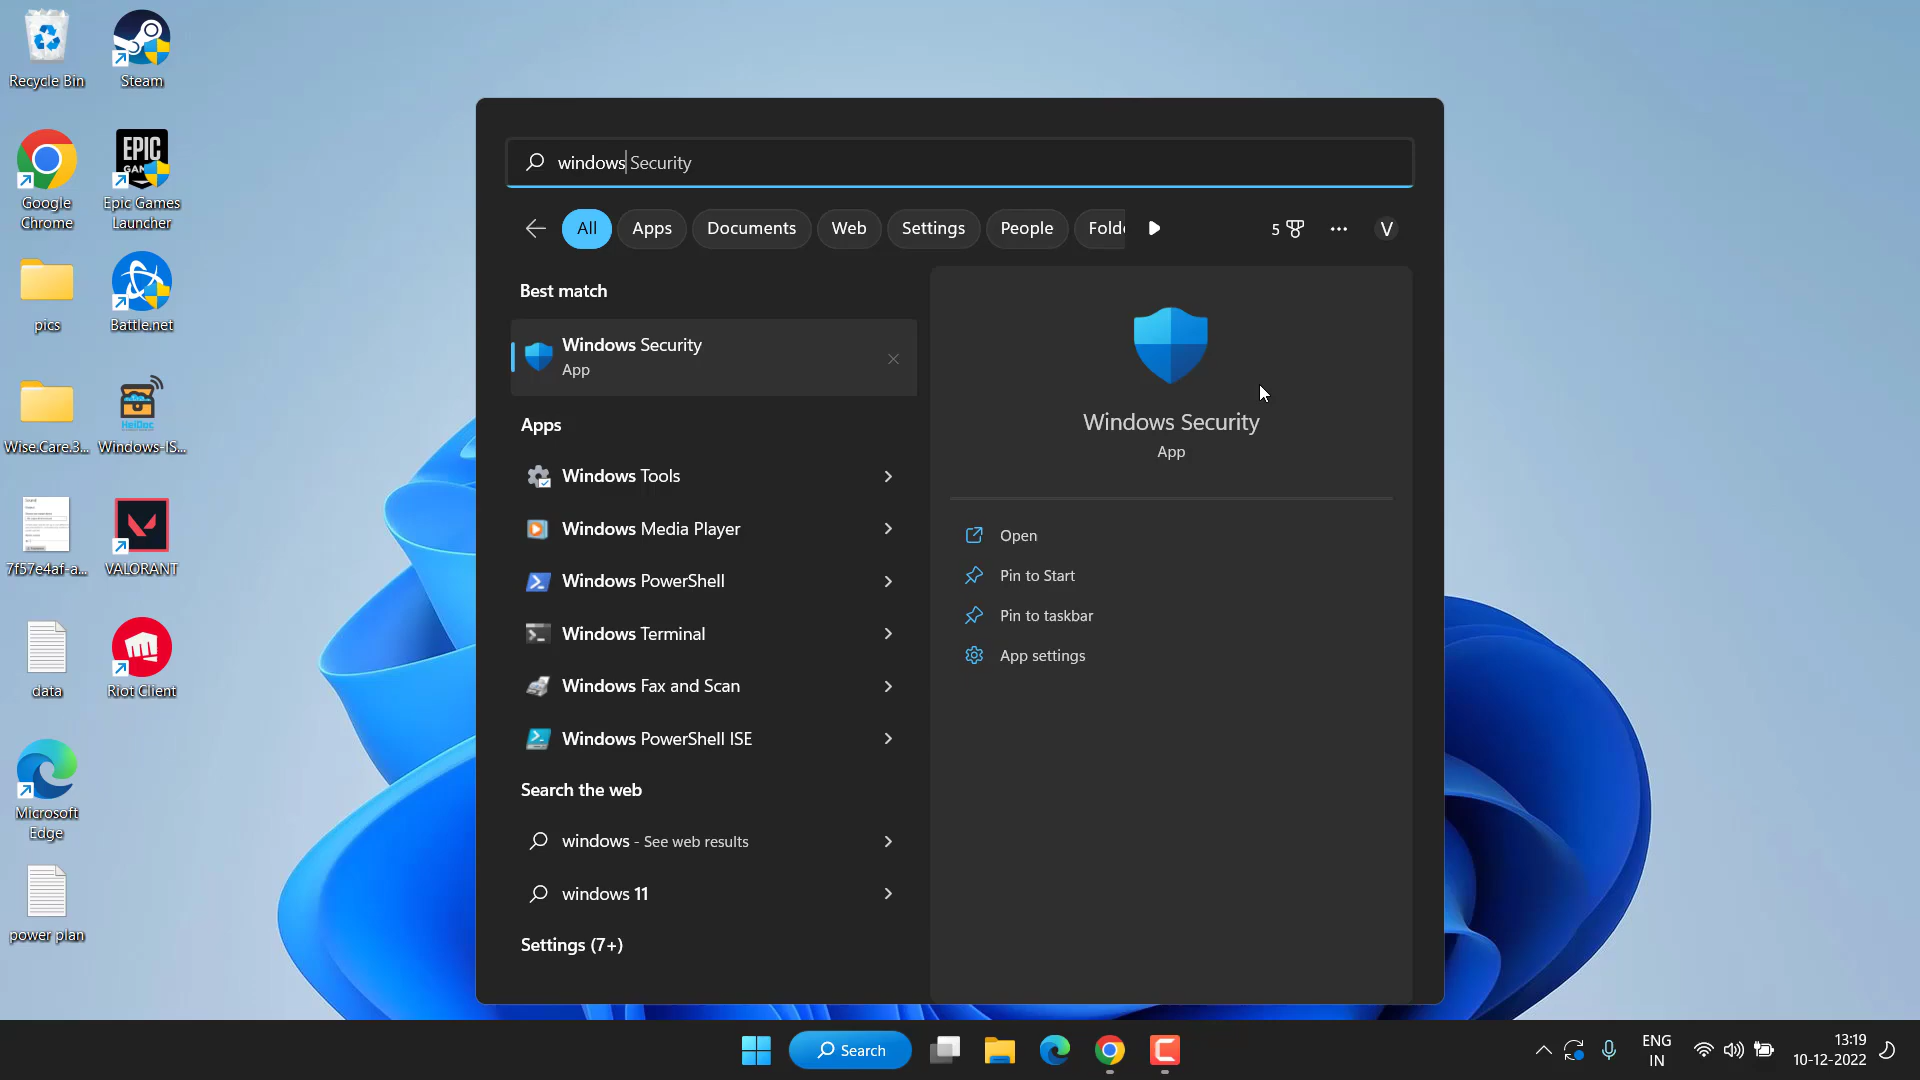 Recycle Bin
Steam
Google
Chrome
EPIC
GAMES
Epic Games
Launcher
pics
Battle.net
Wise.Care.3...
HeiDoc
Windows-IS...
7f57e4af-a...
VALORANT
data
Riot Client
Microsoft
Edge
power plan
windows Security
All
Apps
Documents
Web
Settings
People
Folde
5
V
Best match
Windows Security
App
Apps
Windows Tools
Windows Media Player
Windows PowerShell
Windows Terminal
Windows Fax and Scan
Windows PowerShell ISE
Search the web
windows - See web results
windows 11
Settings (7+)
Windows Security
App
Open
Pin to Start
Pin to taskbar
App settings
Search
ENG
IN
13:19
10-12-2022